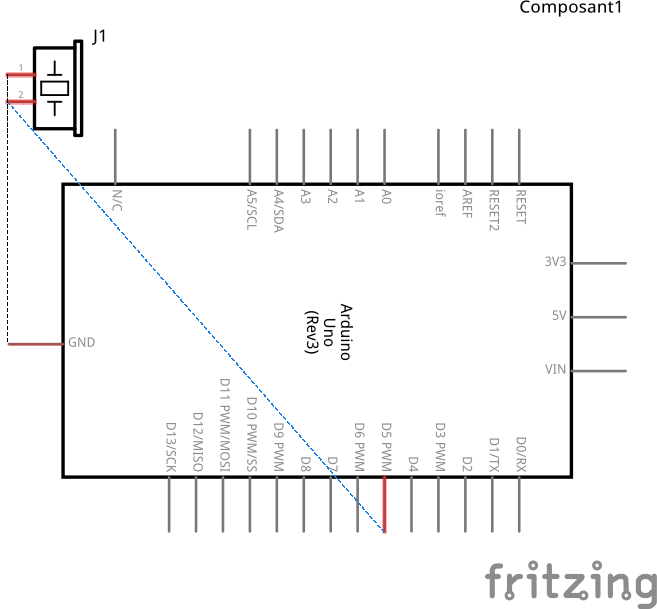 Composant1
J1
1
2
N/C
A5/SCL
A4/SDA
A3
A2
A1
A0
ioref
AREF
RESET2
RESET
3V3
5V
VIN
GND
Arduino
Uno
(Rev3)
D13/SCK
D12/MISO
D11 PWM/MOSI
D10 PWM/SS
D9 PWM
D8
D7
D6 PWM
D5 PWM
D4
D3 PWM
D2
D1/TX
D0/RX
fritzing